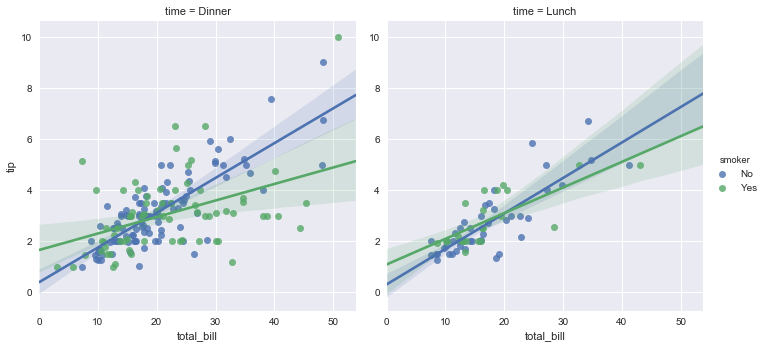 time = Dinner
time = Lunch
10
8
6
4
2
0
tip
0 10 20 30 40 50
0 10 20 30 40 50
total_bill
total_bill
smoker
No
Yes